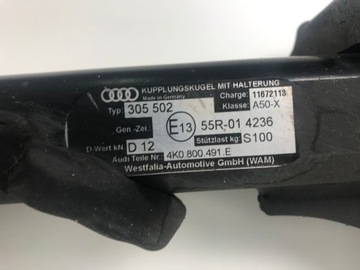 KUPPLUNGSKUGEL MIT HALTERUNG
Made in Germany Charge: 11672113
Typ: 305 502 Klasse: A50-X
Gen.-Zei.: E13 55R-01 4236
D-Wert kN: D 12 Stützlast kg: S100
Audi Teile Nr.: 4K0.800.491.E
Westfalia-Automotive GmbH (WAM)